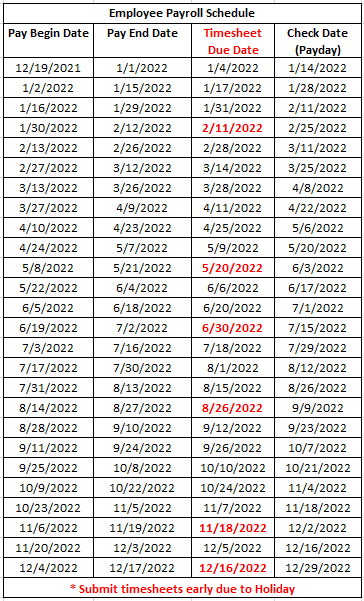 Employee Payroll Schedule
Pay Begin Date Pay End Date Timesheet Due Date Check Date (Payday)
12/19/2021 1/1/2022 1/4/2022 1/14/2022
1/2/2022 1/15/2022 1/17/2022 1/28/2022
1/16/2022 1/29/2022 1/31/2022 2/11/2022
1/30/2022 2/12/2022 2/11/2022 2/25/2022
2/13/2022 2/26/2022 2/28/2022 3/11/2022
2/27/2022 3/12/2022 3/14/2022 3/25/2022
3/13/2022 3/26/2022 3/28/2022 4/8/2022
3/27/2022 4/9/2022 4/11/2022 4/22/2022
4/10/2022 4/23/2022 4/25/2022 5/6/2022
4/24/2022 5/7/2022 5/9/2022 5/20/2022
5/8/2022 5/21/2022 5/20/2022 6/3/2022
5/22/2022 6/4/2022 6/6/2022 6/17/2022
6/5/2022 6/18/2022 6/20/2022 7/1/2022
6/19/2022 7/2/2022 6/30/2022 7/15/2022
7/3/2022 7/16/2022 7/18/2022 7/29/2022
7/17/2022 7/30/2022 8/1/2022 8/12/2022
7/31/2022 8/13/2022 8/15/2022 8/26/2022
8/14/2022 8/27/2022 8/26/2022 9/9/2022
8/28/2022 9/10/2022 9/12/2022 9/23/2022
9/11/2022 9/24/2022 9/26/2022 10/7/2022
9/25/2022 10/8/2022 10/10/2022 10/21/2022
10/9/2022 10/22/2022 10/24/2022 11/4/2022
10/23/2022 11/5/2022 11/7/2022 11/18/2022
11/6/2022 11/19/2022 11/18/2022 12/2/2022
11/20/2022 12/3/2022 12/5/2022 12/16/2022
12/4/2022 12/17/2022 12/16/2022 12/29/2022
* Submit timesheets early due to Holiday